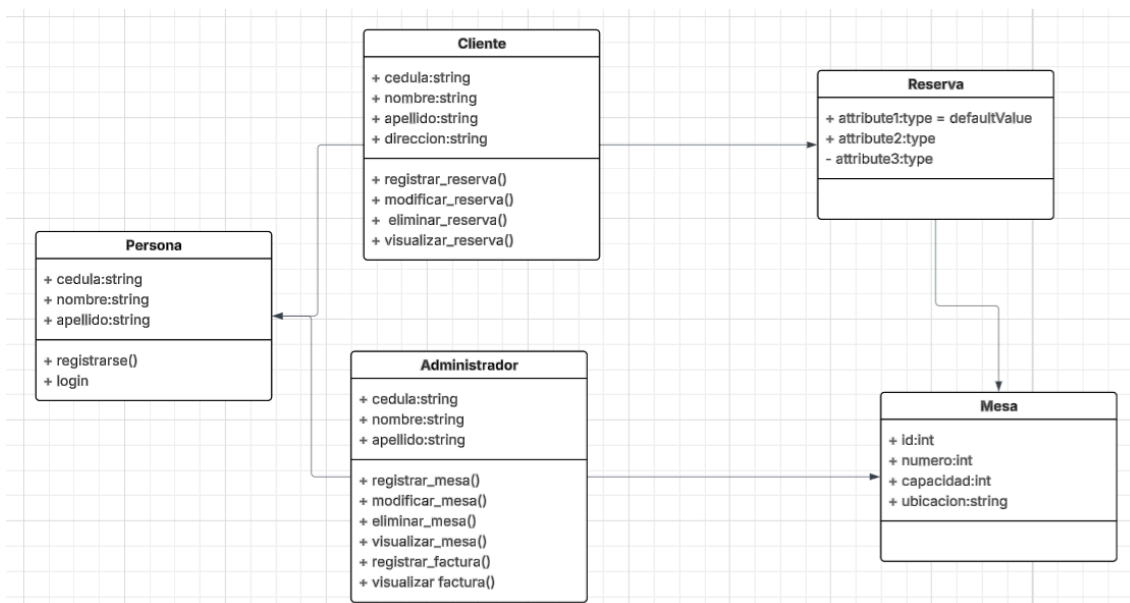 Cliente
+ cedula:string
+ nombre:string
+ apellido:string
+ direccion:string
+ registrar_reserva()
+ modificar_reserva()
+ eliminar_reserva()
+ visualizar_reserva()
Reserva
+ attribute1:type = defaultValue
+ attribute2:type
- attribute3:type
Persona
+ cedula:string
+ nombre:string
+ apellido:string
+ registrarse()
+ login
Administrador
+ cedula:string
+ nombre:string
+ apellido:string
+ registrar_mesa()
+ modificar_mesa()
+ eliminar_mesa()
+ visualizar_mesa()
+ registrar_factura()
+ visualizar factura()
Mesa
+ id:int
+ numero:int
+ capacidad:int
+ ubicacion:string